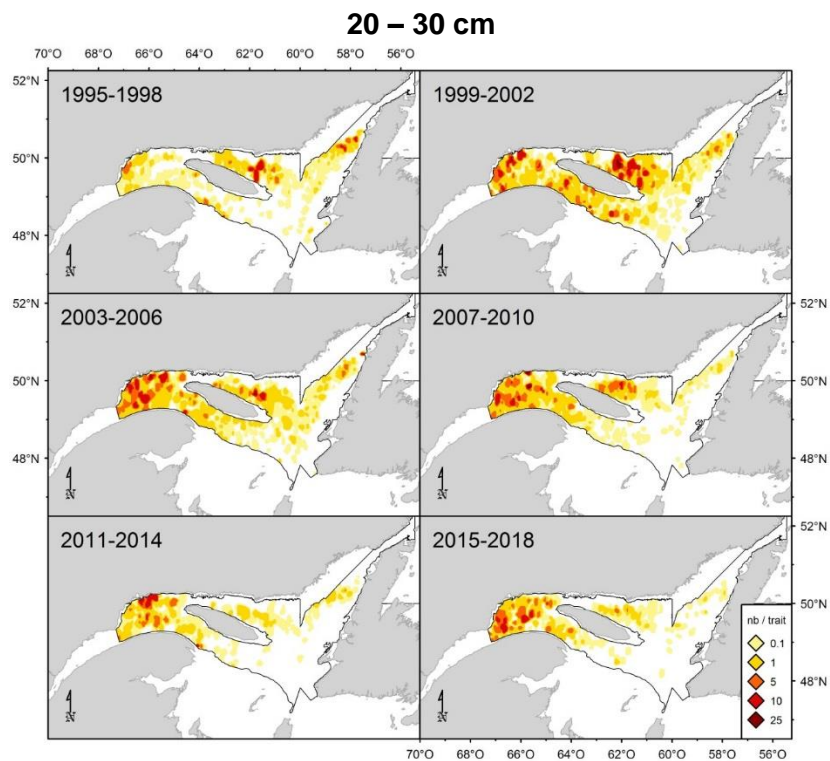 20 – 30 cm
70°O 68°O 66°O 64°O 62°O 60°O 58°O 56°O
52°N
1995-1998
1999-2002
50°N
48°N
N
N
52°N
2003-2006
2007-2010
52°N
50°N
50°N
48°N
48°N
N
N
2011-2014
2015-2018
52°N
nb / trait
50°N
0.1
1
5
48°N
10
25
N
N
70°O 68°O 66°O 64°O 62°O 60°O 58°O 56°O